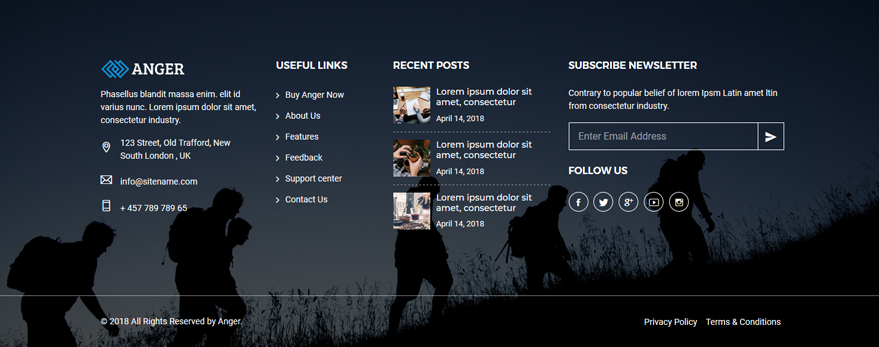 ANGER
Phasellus blandit massa enim. elit id
varius nunc. Lorem ipsum dolor sit amet,
consectetur industry.
123 Street, Old Trafford, New
South London , UK
info@sitename.com
+ 457 789 789 65
USEFUL LINKS
Buy Anger Now
About Us
Features
Feedback
Support center
Contact Us
RECENT POSTS
Lorem ipsum dolor sit
amet, consectetur
April 14, 2018
Lorem ipsum dolor sit
amet, consectetur
April 14, 2018
Lorem ipsum dolor sit
amet, consectetur
April 14, 2018
SUBSCRIBE NEWSLETTER
Contrary to popular belief of lorem Ipsm Latin amet ltin
from consectetur industry.
Enter Email Address
FOLLOW US
© 2018 All Rights Reserved by Anger.
Privacy Policy Terms & Conditions